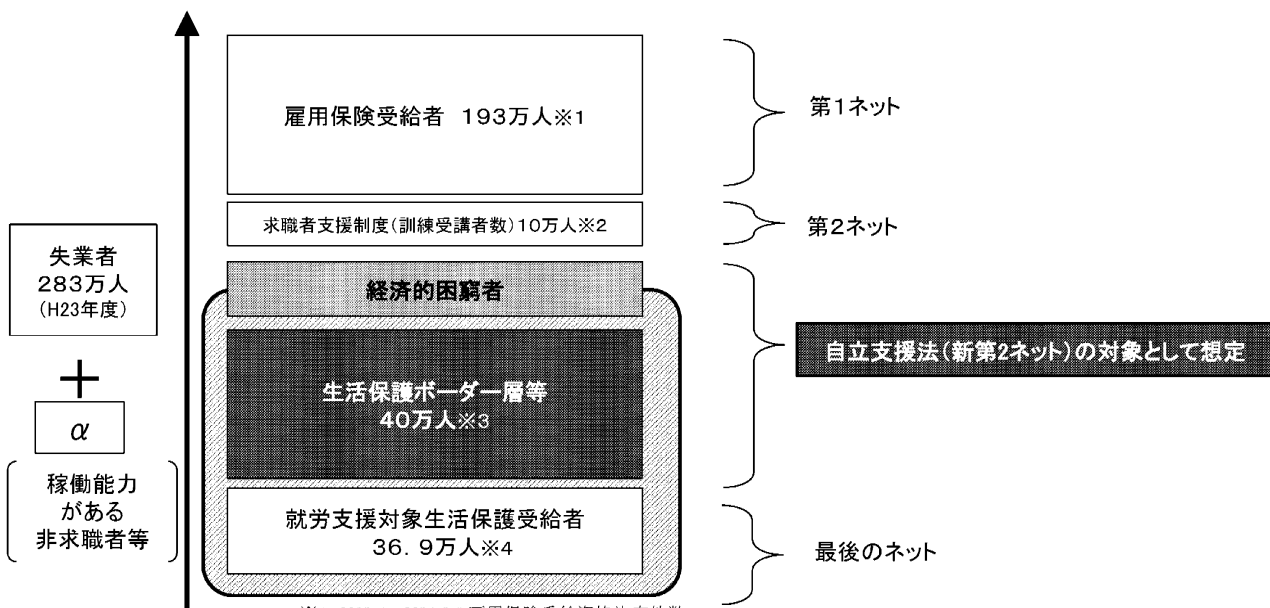 雇用保険受給者 193万人※1
第1ネット
求職者支援制度(訓練受講者数)10万人※2
第2ネット
失業者
283万人
(H23年度)
+
α
稼働能力
がある
非求職者等
経済的困窮者
生活保護ボーダー層等
40万人※3
自立支援法(新第2ネット)の対象として想定
就労支援対象生活保護受給者
36.9万人※4
最後のネット